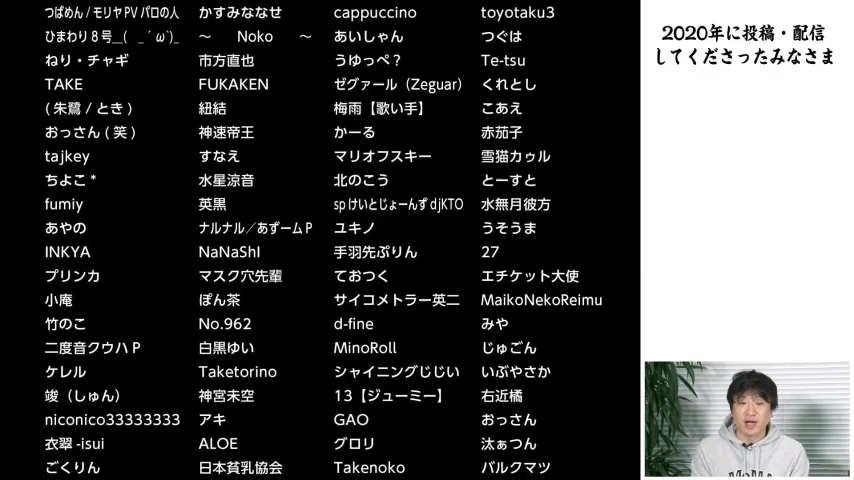 つばめん / モリヤPVパロの人 かすみななせ cappuccino toyotaku3
ひまわり8号__( _´ω`)_ ～ Noko ～ あいしゃん つぐは
ねり・チャギ 市方直也 うゆっぺ？ Te-tsu
TAKE FUKAKEN ゼグァール（Zeguar） くれとし
( 朱鷺 / とき ) 紐結 梅雨【歌い手】 こあえ
おっさん ( 笑 ) 神速帝王 かーる 赤茄子
tajkey すなえ マリオフスキー 雪猫カゥル
ちよこ * 水星涼音 北のこう とーすと
fumiy 英黒 sp けいとじょーんず djKTO 水無月彼方
あやの ナルナル／あずームP ユキノ うそうま
INKYA NaNaShI 手羽先ぷりん 27
プリンカ マスク穴先輩 ておつく エチケット大使
小庵 ぽん茶 サイコメトラー英二 MaikoNekoReimu
竹のこ No.962 d-fine みや
二度音クウハP 白黒ゆい MinoRoll じゅごん
ケレル Taketorino シャイニングじじい いぶやさか
竣（しゅん） 神宮未空 13【ジューミー】 右近橘
niconico33333333 アキ GAO おっさん
衣翠 -isui ALOE グロリ 汰ぁつん
ごくりん 日本貧乳協会 Takenoko バルクマツ
2020年に投稿・配信
してくださったみなさま